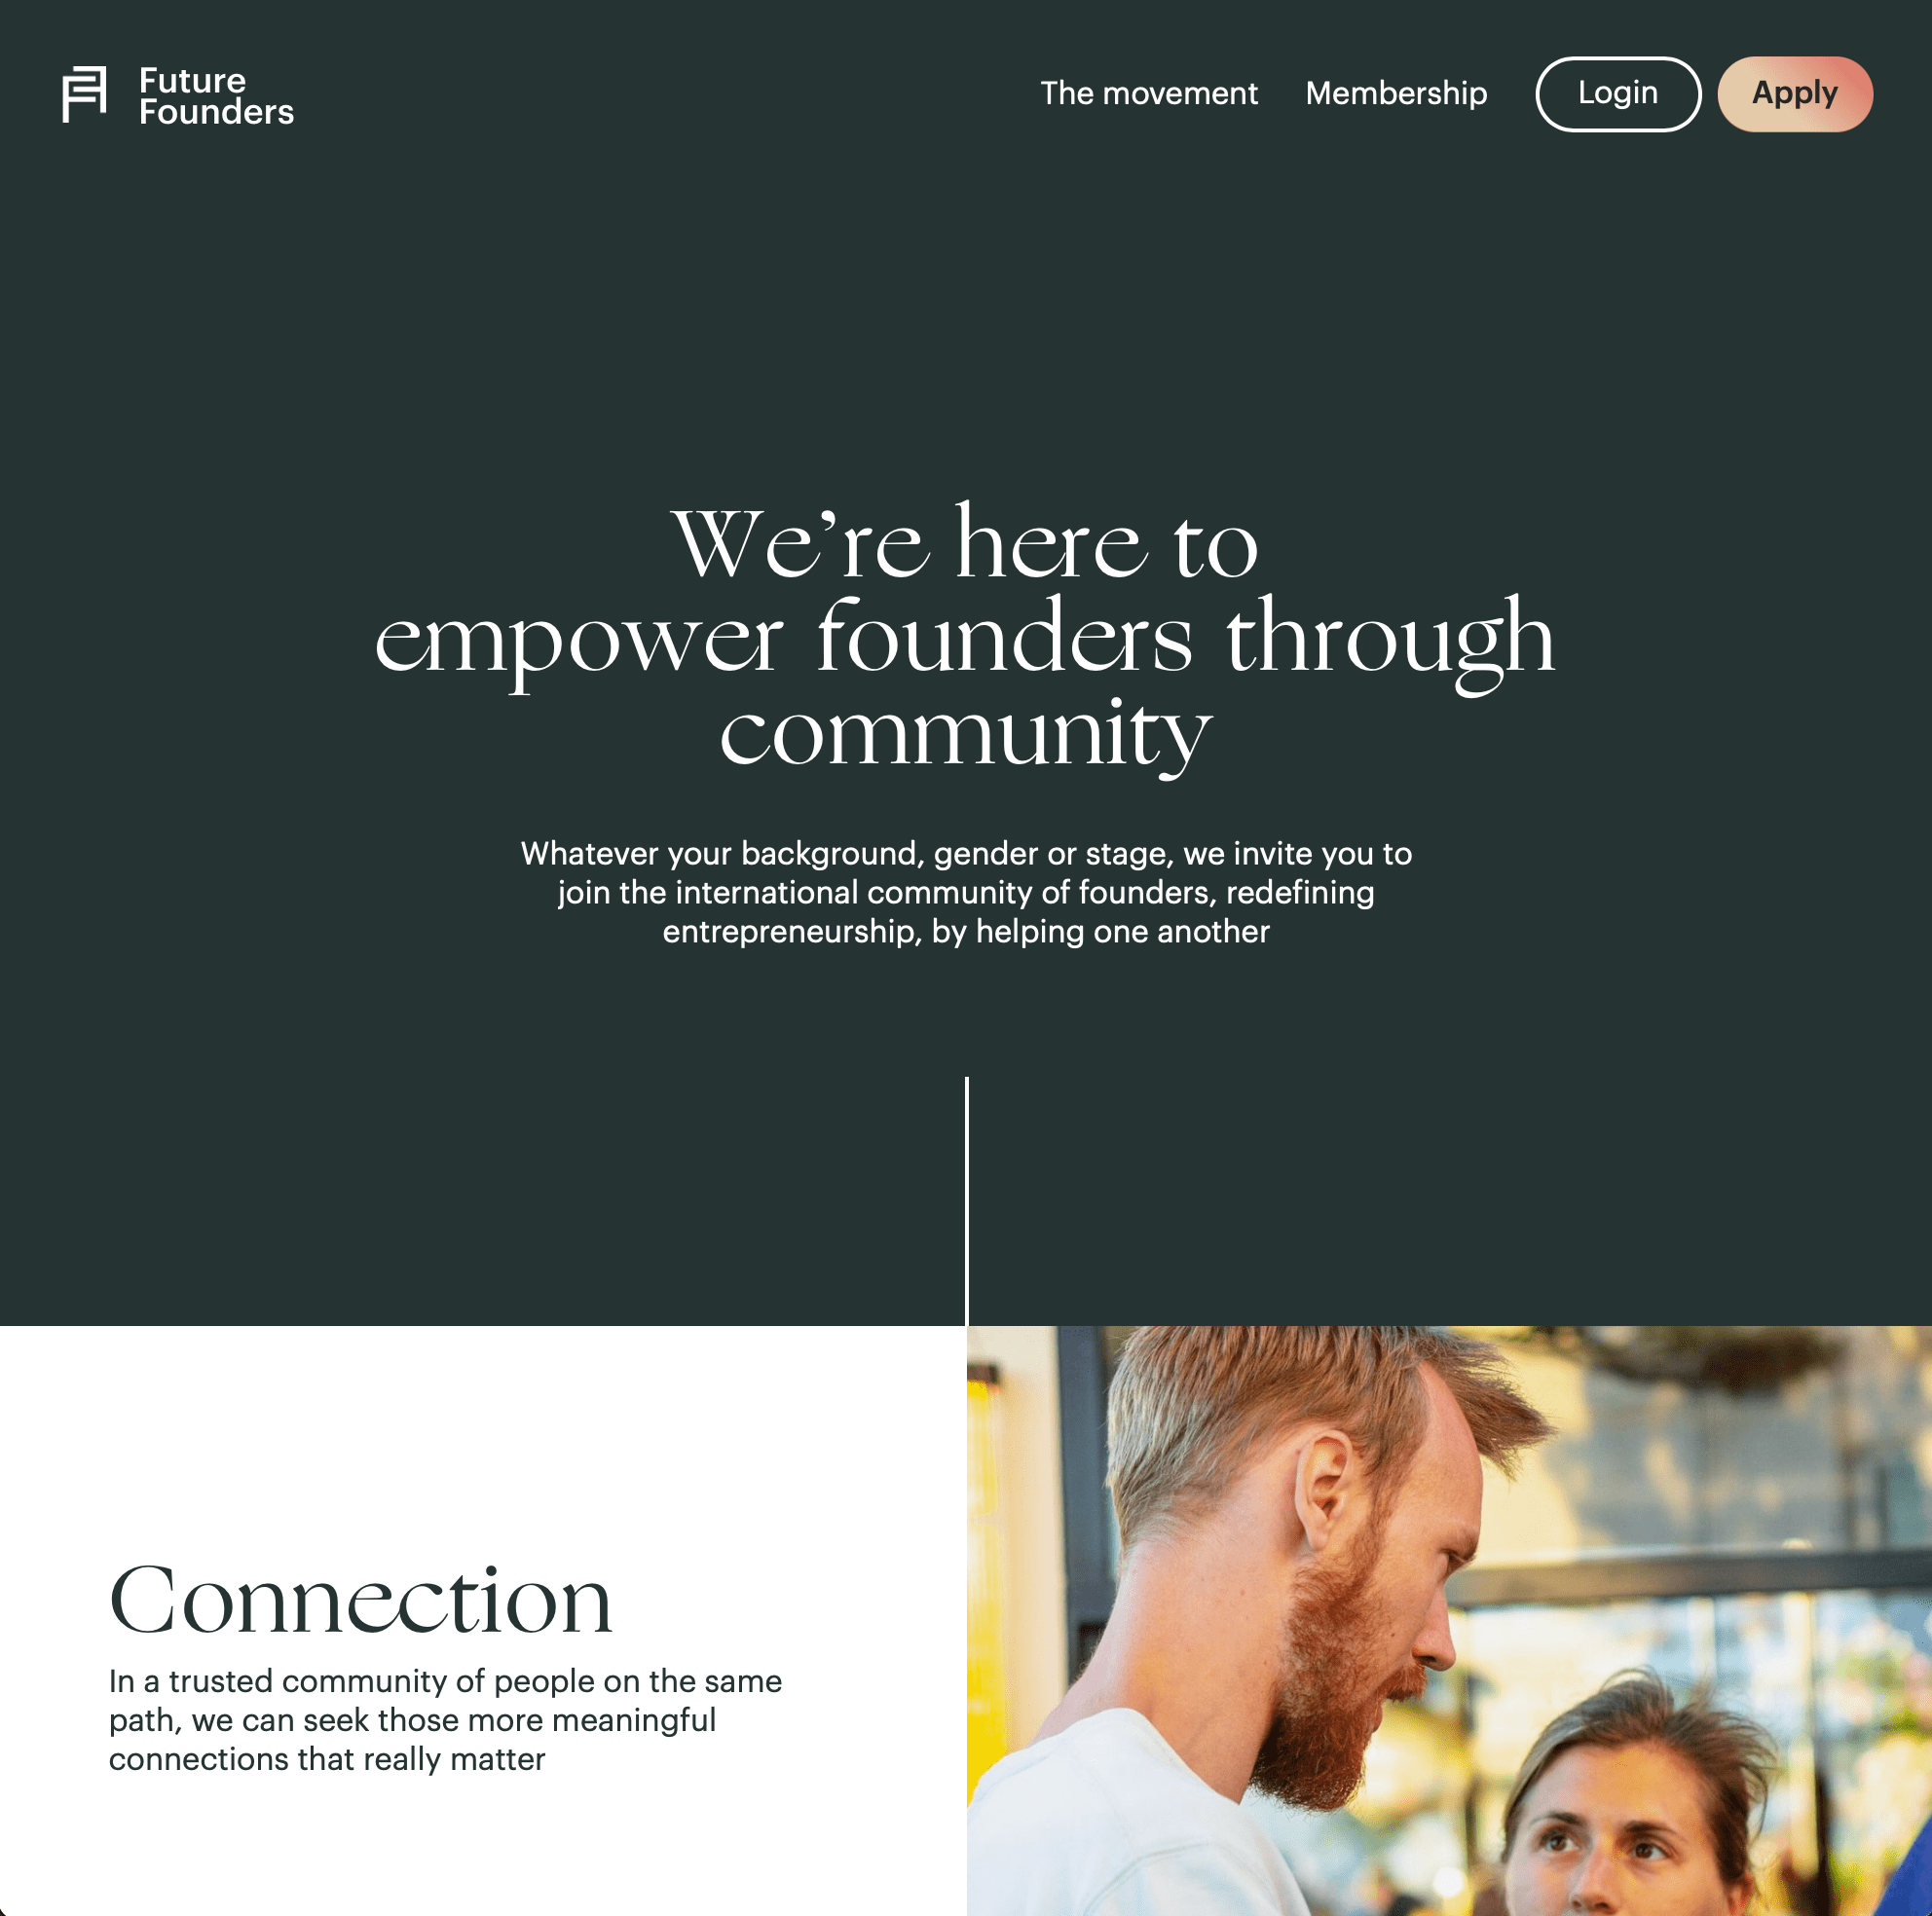 Future
Founders
The movement
Membership
Login
Apply
We’re here to
empower founders through
community
Whatever your background, gender or stage, we invite you to
join the international community of founders, redefining
entrepreneurship, by helping one another
Connection
In a trusted community of people on the same
path, we can seek those more meaningful
connections that really matter